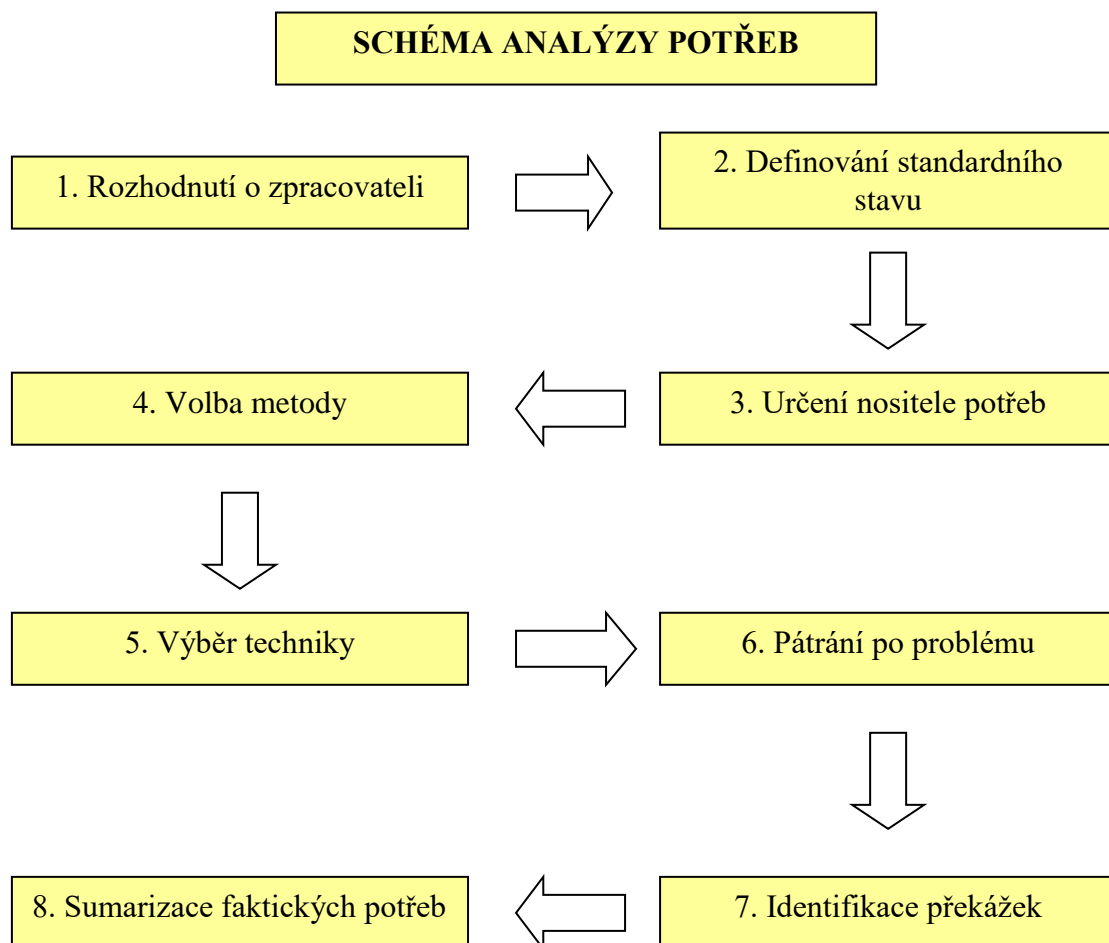 SCHÉMA ANALÝZY POTŘEB
1. Rozhodnutí o zpracovateli
2. Definování standardního
stavu
3. Určení nositele potřeb
4. Volba metody
5. Výběr techniky
6. Pátrání po problému
7. Identifikace překážek
8. Sumarizace faktických potřeb